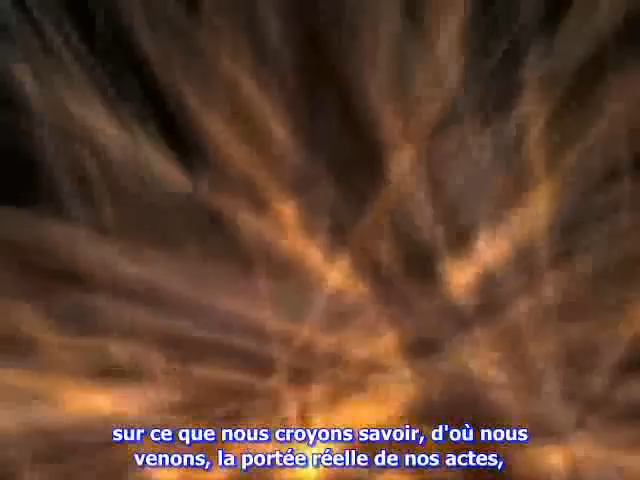 sur ce que nous croyons savoir, d'où nous
venons, la portée réelle de nos actes,